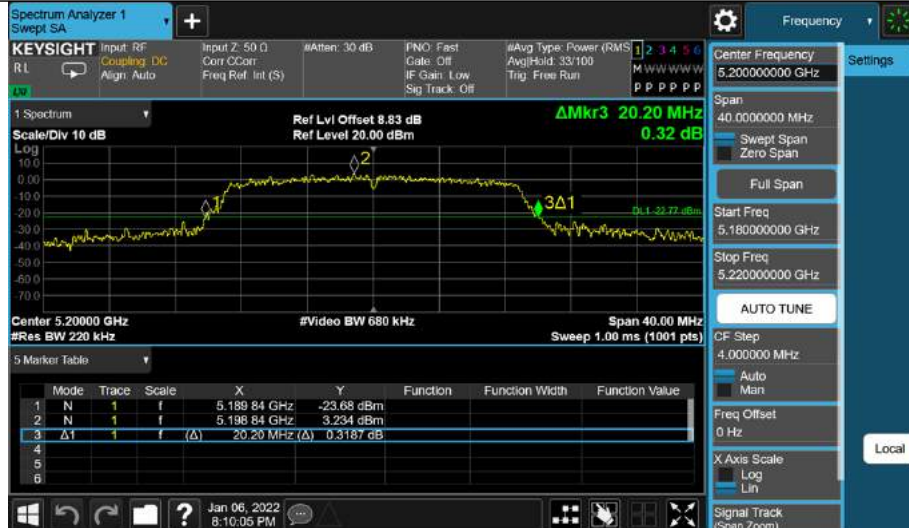 Spectrum Analyzer 1
Swept SA
+
Frequency
KEYSIGHT
RL
Input: RF
Coupling: DC
Align: Auto
Input Z: 50 Ω
Corr CCorr
Freq Ref: Int (S)
#Atten: 30 dB
PNO: Fast
Gate: Off
IF Gain: Low
Sig Track: Off
#Avg Type: Power (RMS
Avg|Hold: 33/100
Trig: Free Run
1 2 3 4 5 6
M W W W W W
P P P P P P
Center Frequency
5.200000000 GHz
Settings
1 Spectrum
Scale/Div 10 dB
Ref Lvl Offset 8.83 dB
Ref Level 20.00 dBm
ΔMkr3 20.20 MHz
0.32 dB
Span
40.0000000 MHz
Swept Span
Zero Span
Full Span
Log
10.0
0.00
-10.0
-20.0
-30.0
-40.0
-50.0
-60.0
-70.0
1
2
3Δ1
DL1 -22.77 dBm
Start Freq
5.180000000 GHz
Stop Freq
5.220000000 GHz
AUTO TUNE
Center 5.20000 GHz
#Res BW 220 kHz
#Video BW 680 kHz
Span 40.00 MHz
Sweep 1.00 ms (1001 pts)
CF Step
4.000000 MHz
Auto
Man
5 Marker Table
Mode Trace Scale X Y Function Function Width Function Value
1 N 1 f 5.189 84 GHz -23.68 dBm
2 N 1 f 5.198 84 GHz 3.234 dBm
3 Δ1 1 f (Δ) 20.20 MHz (Δ) 0.3187 dB
4
5
6
Freq Offset
0 Hz
X Axis Scale
Log
Lin
Local
Signal Track
(Span Zoom)
?
Jan 06, 2022
8:10:05 PM